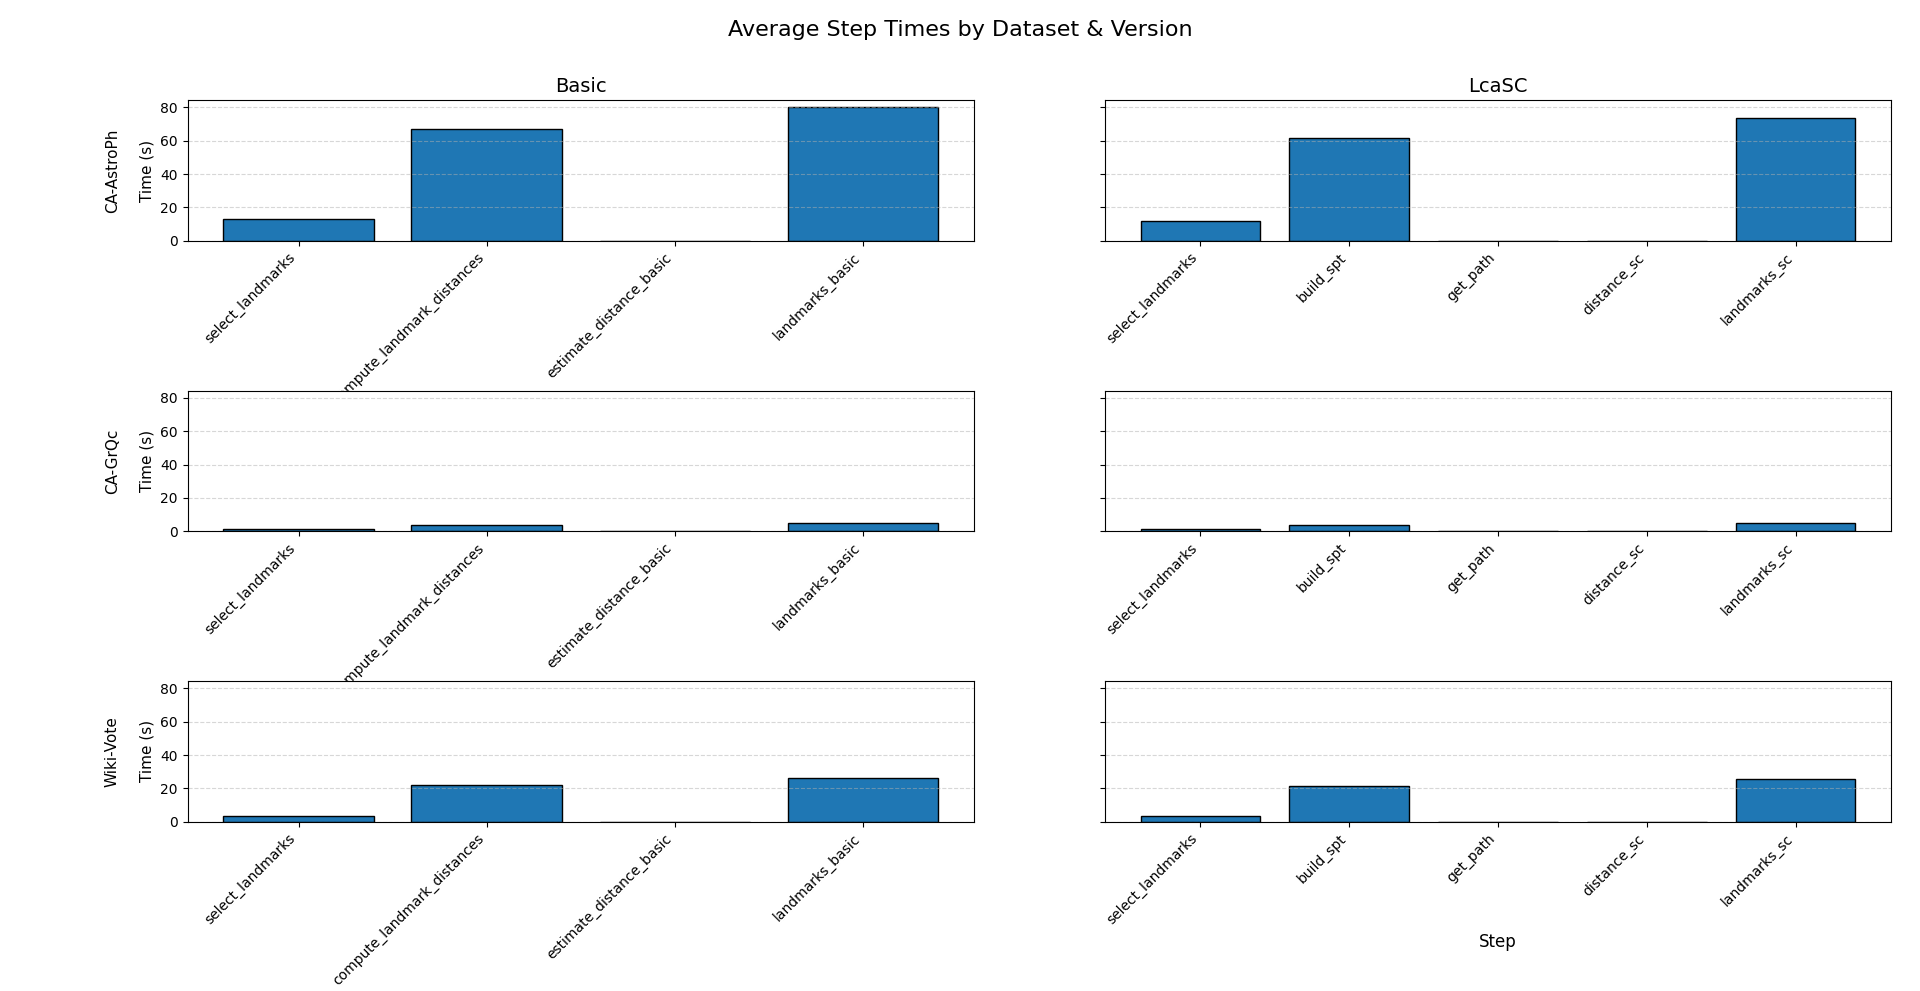 Average Step Times by Dataset & Version
Basic
LcaSC
CA-AstroPh
Time (s)
80
60
40
20
0
select_landmarks
mpute_landmark_distances
estimate_distance_basic
landmarks_basic
select_landmarks
build_spt
get_path
distance_sc
landmarks_sc
CA-GrQc
Time (s)
80
60
40
20
0
select_landmarks
mpute_landmark_distances
estimate_distance_basic
landmarks_basic
select_landmarks
build_spt
get_path
distance_sc
landmarks_sc
Wiki-Vote
Time (s)
80
60
40
20
0
select_landmarks
compute_landmark_distances
estimate_distance_basic
landmarks_basic
select_landmarks
build_spt
get_path
distance_sc
landmarks_sc
Step